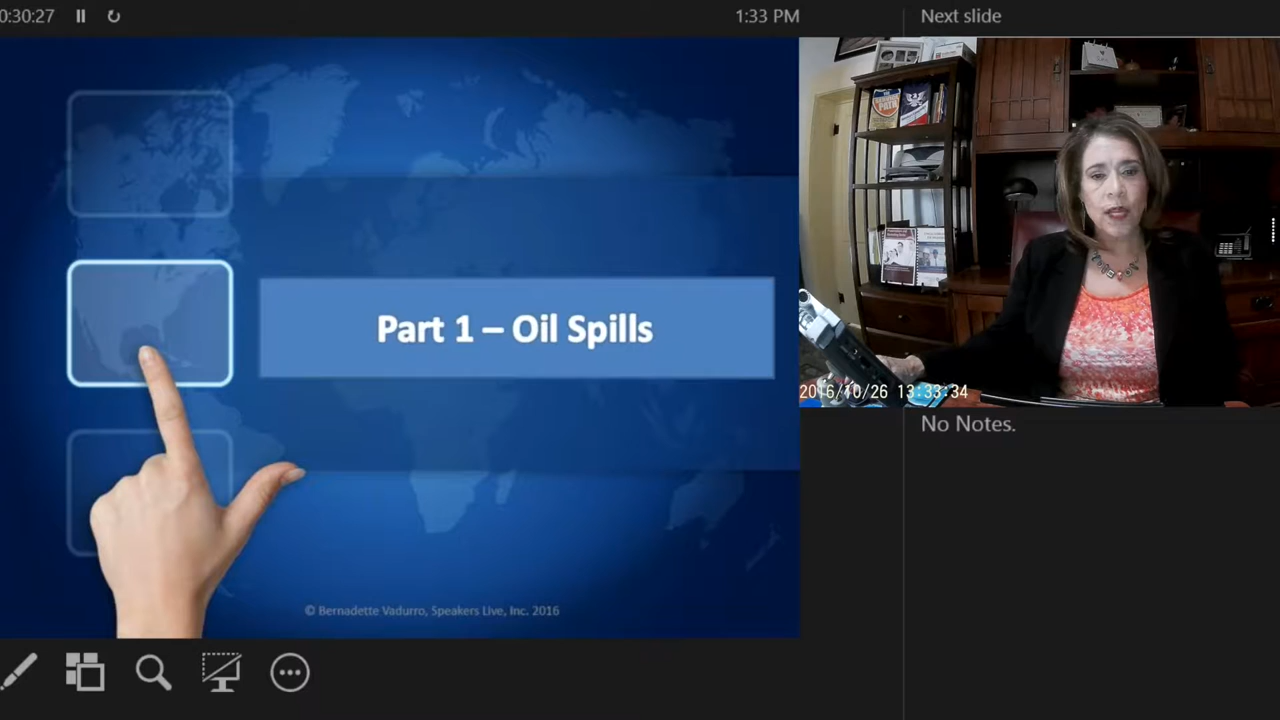 0:30:27
1:33 PM
Next slide
Part 1 – Oil Spills
2016/10/26 13:33:34
No Notes.
© Bernadette Vadurro, Speakers Live, Inc. 2016